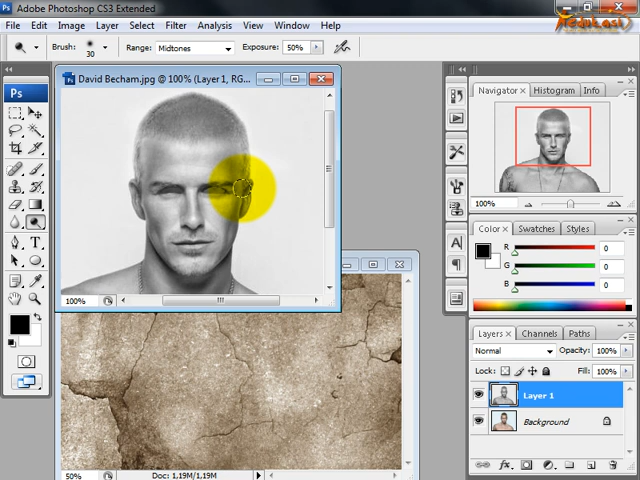 Adobe Photoshop CS3 Extended
File Edit Image Layer Select Filter Analysis View Window Help
Brush: 30 Range: Midtones Exposure: 50%
Ps
David Becham.jpg @ 100% (Layer 1, RG...
100%
50% Doc: 1,19M/1,19M
Navigator Histogram Info
100%
Color Swatches Styles
R 0
G 0
B 0
Layers Channels Paths
Normal Opacity: 100%
Lock: Fill: 100%
Layer 1
Background